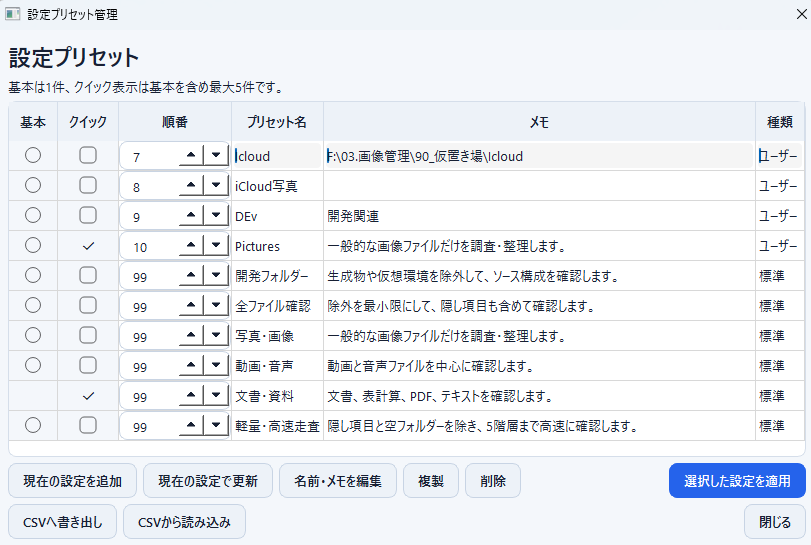 設定プリセット管理
設定プリセット
基本は1件、クイック表示は基本を含め最大5件です。
基本 クイック 順番 プリセット名 メモ 種類
7 Icloud F:\03.画像管理\90_仮置き場\Icloud ユーザー
8 iCloud写真 ユーザー
9 DEv 開発関連 ユーザー
10 Pictures 一般的な画像ファイルだけを調査・整理します。 ユーザー
99 開発フォルダー 生成物や仮想環境を除外して、ソース構成を確認します。 標準
99 全ファイル確認 除外を最小限にして、隠し項目も含めて確認します。 標準
99 写真・画像 一般的な画像ファイルだけを調査・整理します。 標準
99 動画・音声 動画と音声ファイルを中心に確認します。 標準
99 文書・資料 文書、表計算、PDF、テキストを確認します。 標準
99 軽量・高速走査 隠し項目と空フォルダーを除き、5階層まで高速に確認します。 標準
現在の設定を追加 現在の設定で更新 名前・メモを編集 複製 削除 選択した設定を適用
CSVへ書き出し CSVから読み込み 閉じる